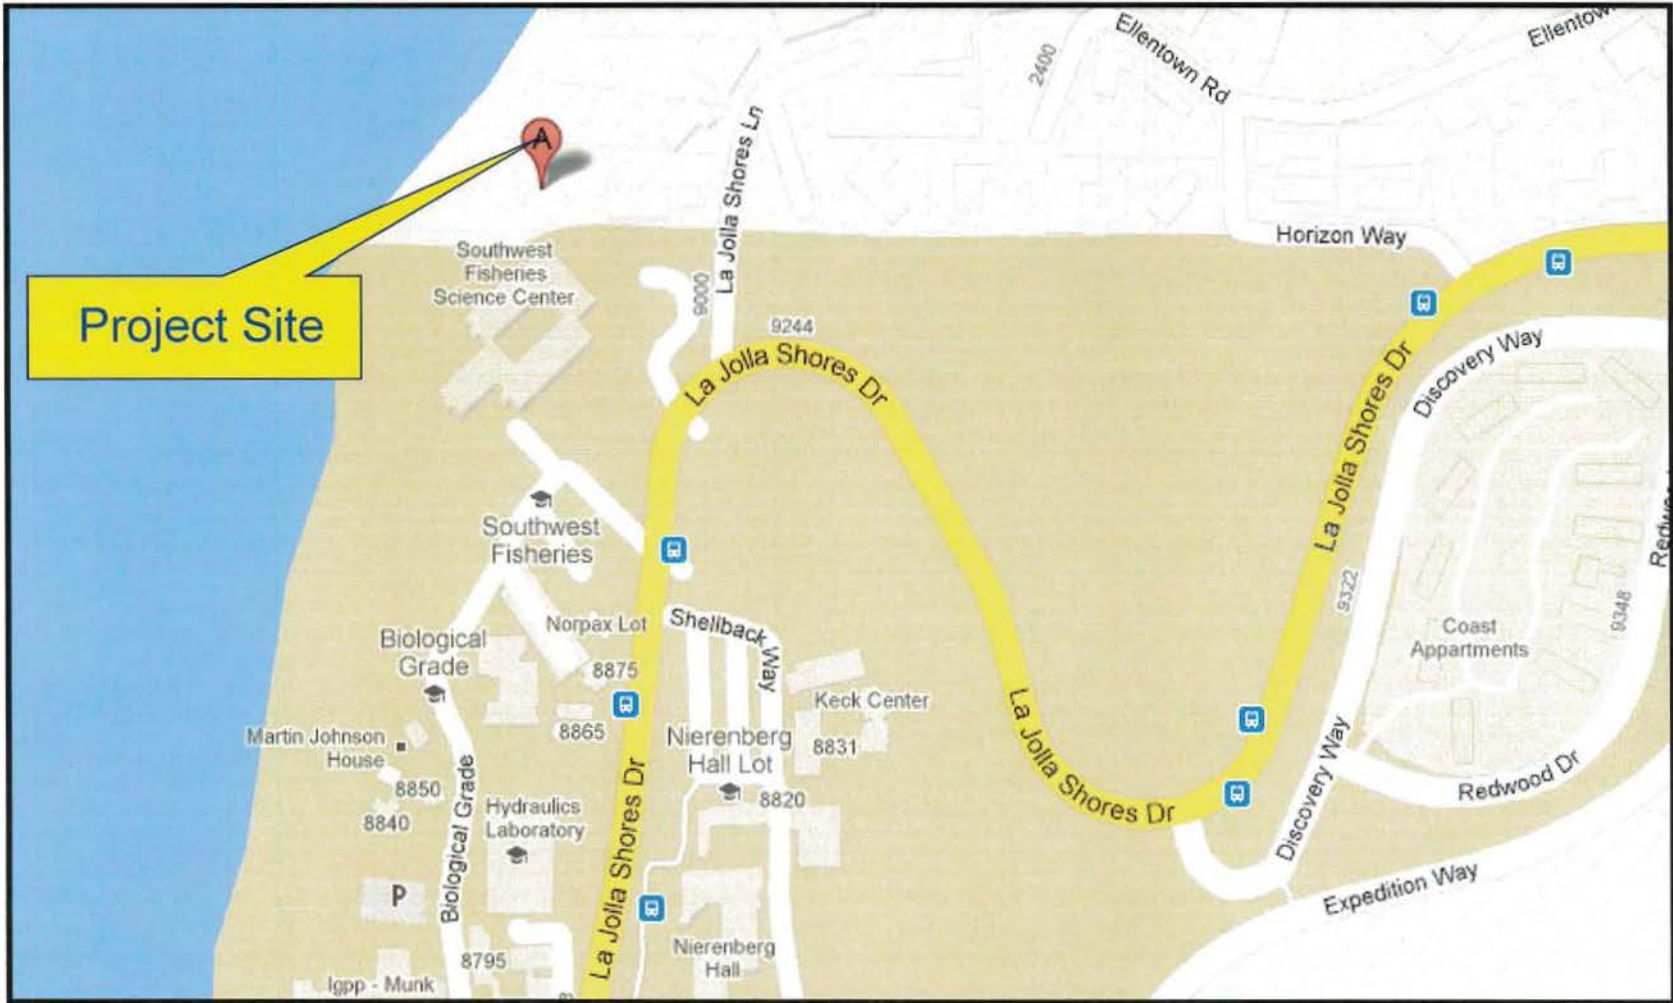 Ellentown Rd
2400
A
La Jolla Shores Ln
Horizon Way
Southwest
Fisheries
Science Center
9000
Project Site
9244
La Jolla Shores Dr
La Jolla Shores Dr
Discovery Way
Southwest
Fisheries
Norpax Lot
Shellback Way
9322
9348
Coast
Appartments
Biological
Grade
8875
Keck Center
8865
Martin Johnson
House
Nierenberg
Hall Lot
8831
La Jolla Shores Dr
8850
8820
8840
Hydraulics
Laboratory
Biological Grade
La Jolla Shores Dr
Discovery Way
Redwood Dr
Expedition Way
P
8795
Nierenberg
Hall
Igpp - Munk